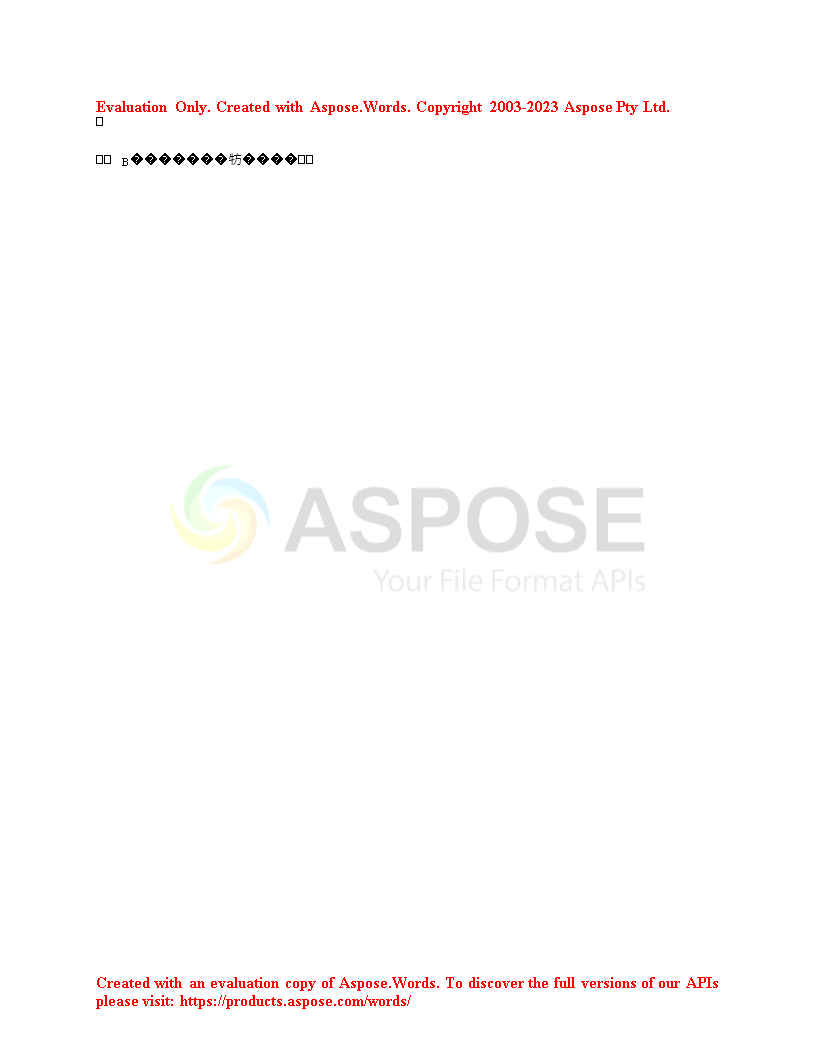 Evaluation Only. Created with Aspose.Words. Copyright 2003-2023 Aspose Pty Ltd.
□
□□ B�������牥����□□
ASPOSE
Your File Format APIs
Created with an evaluation copy of Aspose.Words. To discover the full versions of our APIs
please visit: https://products.aspose.com/words/